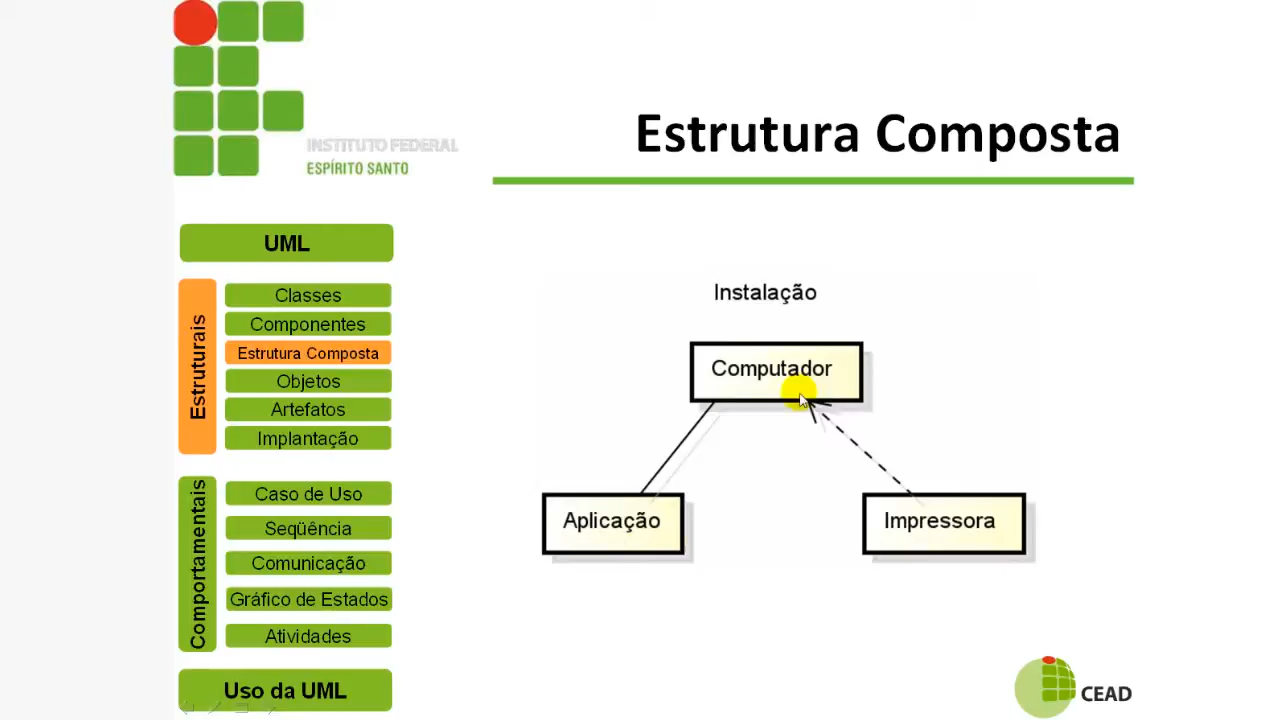 INSTITUTO FEDERAL
ESPÍRITO SANTO
Estrutura Composta
UML
Estruturais
Classes
Componentes
Estrutura Composta
Objetos
Artefatos
Implantação
Comportamentais
Caso de Uso
Seqüência
Comunicação
Gráfico de Estados
Atividades
Uso da UML
Instalação
Computador
Aplicação
Impressora
CEAD